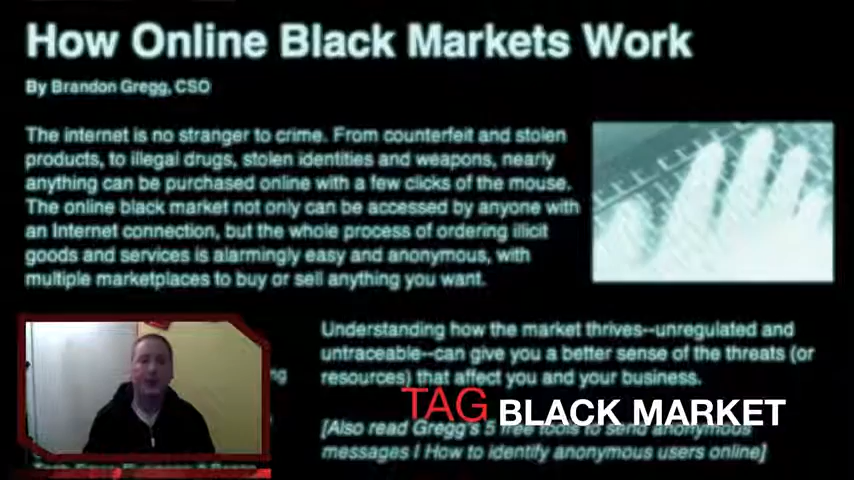 How Online Black Markets Work
By Brandon Gregg, CSO
The internet is no stranger to crime. From counterfeit and stolen
products, to illegal drugs, stolen identities and weapons, nearly
anything can be purchased online with a few clicks of the mouse.
The online black market not only can be accessed by anyone with
an Internet connection, but the whole process of ordering illicit
goods and services is alarmingly easy and anonymous, with
multiple marketplaces to buy or sell anything you want.
Understanding how the market thrives--unregulated and
untraceable--can give you a better sense of the threats (or
resources) that affect you and your business.
TAG BLACK MARKET
[Also read Gregg's 5 free tools to send anonymous
messages I How to identify anonymous users online]